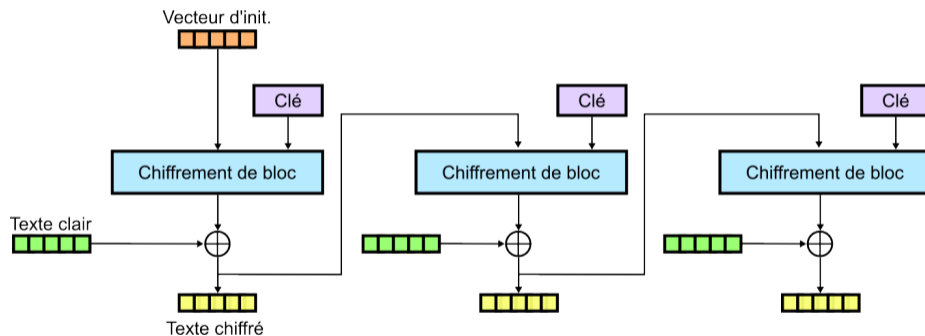 Vecteur d'init.
Clé
Clé
Clé
Chiffrement de bloc
Chiffrement de bloc
Chiffrement de bloc
Texte clair
Texte chiffré